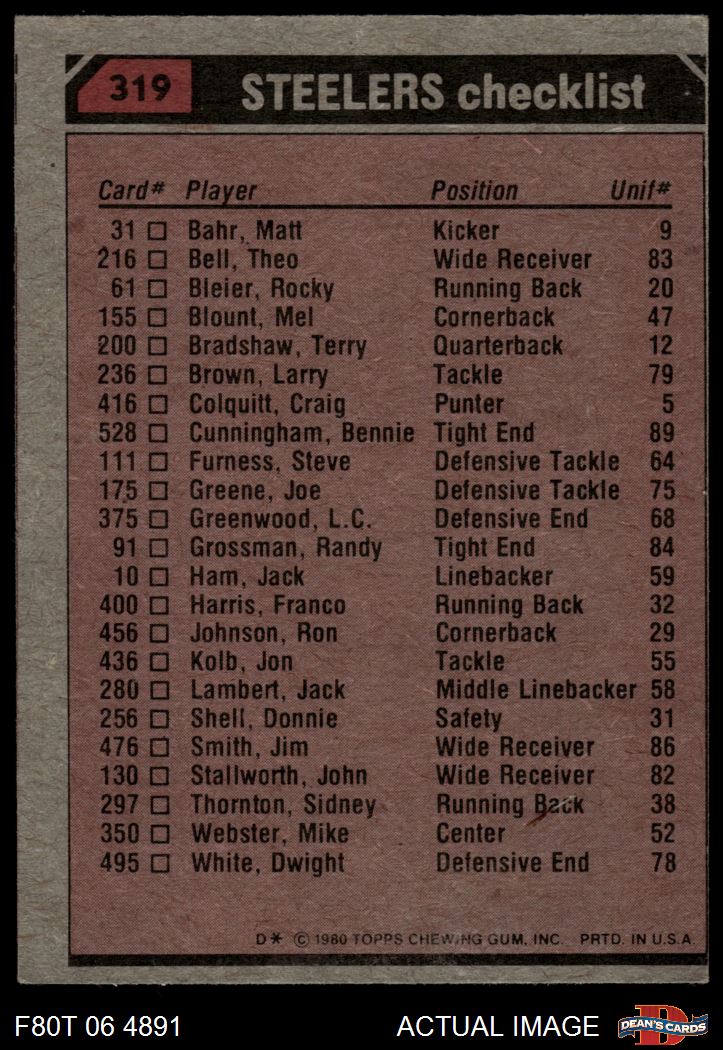 319 STEELERS checklist
Card# Player Position Unif#
31 □ Bahr, Matt Kicker 9
216 □ Bell, Theo Wide Receiver 83
61 □ Bleier, Rocky Running Back 20
155 □ Blount, Mel Cornerback 47
200 □ Bradshaw, Terry Quarterback 12
236 □ Brown, Larry Tackle 79
416 □ Colquitt, Craig Punter 5
528 □ Cunningham, Bennie Tight End 89
111 □ Furness, Steve Defensive Tackle 64
175 □ Greene, Joe Defensive Tackle 75
375 □ Greenwood, L.C. Defensive End 68
91 □ Grossman, Randy Tight End 84
10 □ Ham, Jack Linebacker 59
400 □ Harris, Franco Running Back 32
456 □ Johnson, Ron Cornerback 29
436 □ Kolb, Jon Tackle 55
280 □ Lambert, Jack Middle Linebacker 58
256 □ Shell, Donnie Safety 31
476 □ Smith, Jim Wide Receiver 86
130 □ Stallworth, John Wide Receiver 82
297 □ Thornton, Sidney Running Back 38
350 □ Webster, Mike Center 52
495 □ White, Dwight Defensive End 78
D* © 1980 TOPPS CHEWING GUM, INC. PRTD. IN U.S.A.
F80T 06 4891 ACTUAL IMAGE D DEAN'S CARDS